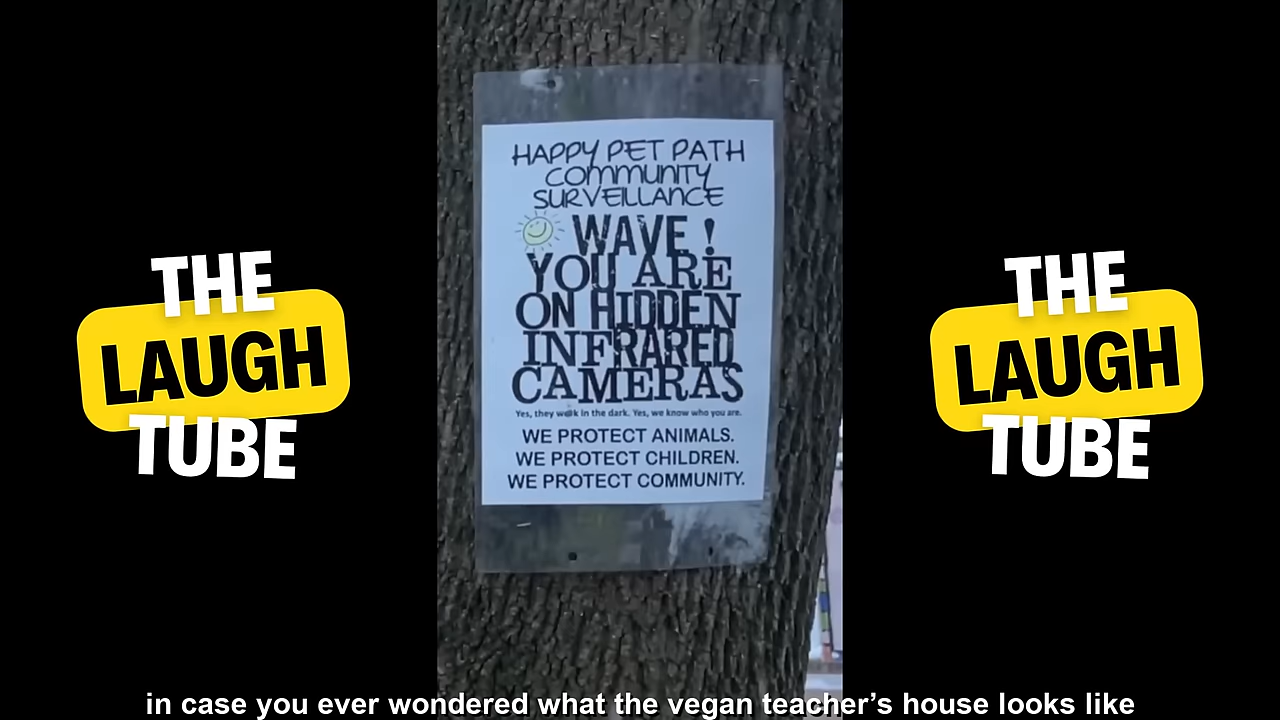 HAPPY PET PATH
COMMUNITY
SURVEILLANCE
WAVE!
YOU ARE
ON HIDDEN
INFRARED
CAMERAS
Yes, they work in the dark. Yes, we know who you are.
WE PROTECT ANIMALS.
WE PROTECT CHILDREN.
WE PROTECT COMMUNITY.
THE
LAUGH
TUBE
THE
LAUGH
TUBE
in case you ever wondered what the vegan teacher’s house looks like